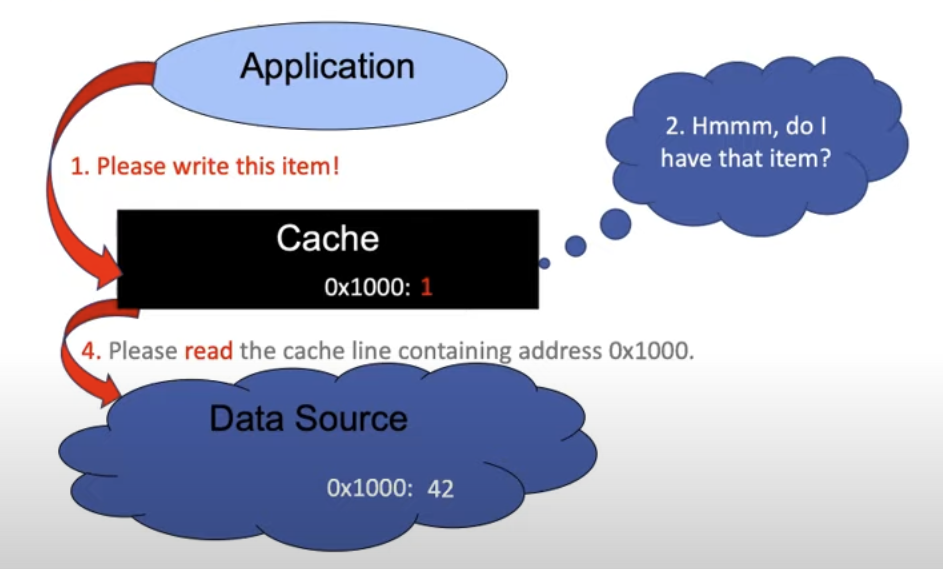 Application
1. Please write this item!
2. Hmmm, do I
have that item?
Cache
0x1000: 1
4. Please read the cache line containing address 0x1000.
Data Source
0x1000: 42